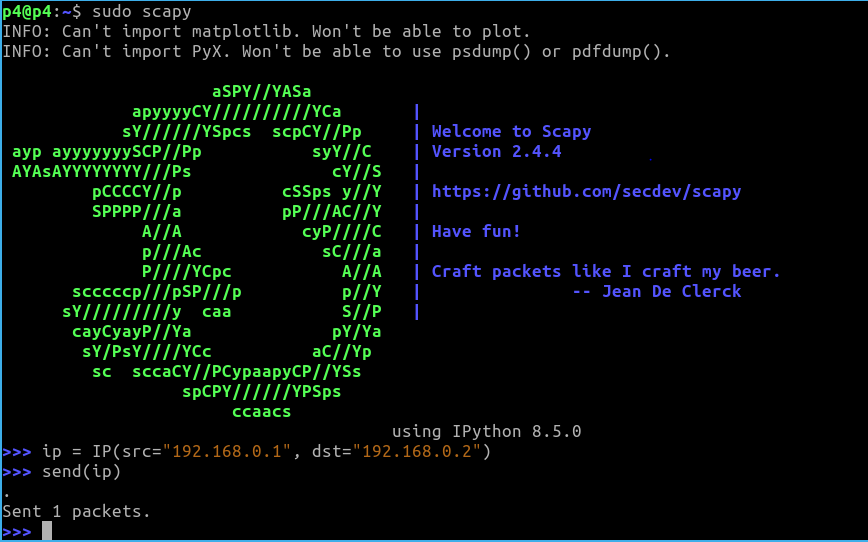 p4@p4:~$ sudo scapy
INFO: Can't import matplotlib. Won't be able to plot.
INFO: Can't import PyX. Won't be able to use psdump() or pdfdump().
                     aSPY//YASa
             apyyyyCY//////////YCa       |
            sY//////YSpcs  scpCY//Pp     | Welcome to Scapy
 ayp ayyyyyyySCP//Pp           syY//C    | Version 2.4.4
 AYAsAYYYYYYYY///Ps              cY//S   |
         pCCCCY//p          cSSps y//Y   | https://github.com/secdev/scapy
         SPPPP///a          pP///AC//Y   |
              A//A            cyP////C   | Have fun!
              p///Ac            sC///a   |
              P////YCpc           A//A   | Craft packets like I craft my beer.
       scccccp///pSP///p          p//Y   |               -- Jean De Clerck
      sY/////////y  caa           S//P   |
       cayCyayP//Ya              pY/Ya
        sY/PsY////YCc          aC//Yp
         sc  sccaCY//PCypaapyCP//YSs
                  spCPY//////YPSps
                       ccaacs
                                       using IPython 8.5.0
>>> ip = IP(src="192.168.0.1", dst="192.168.0.2")
>>> send(ip)
.
Sent 1 packets.
>>>